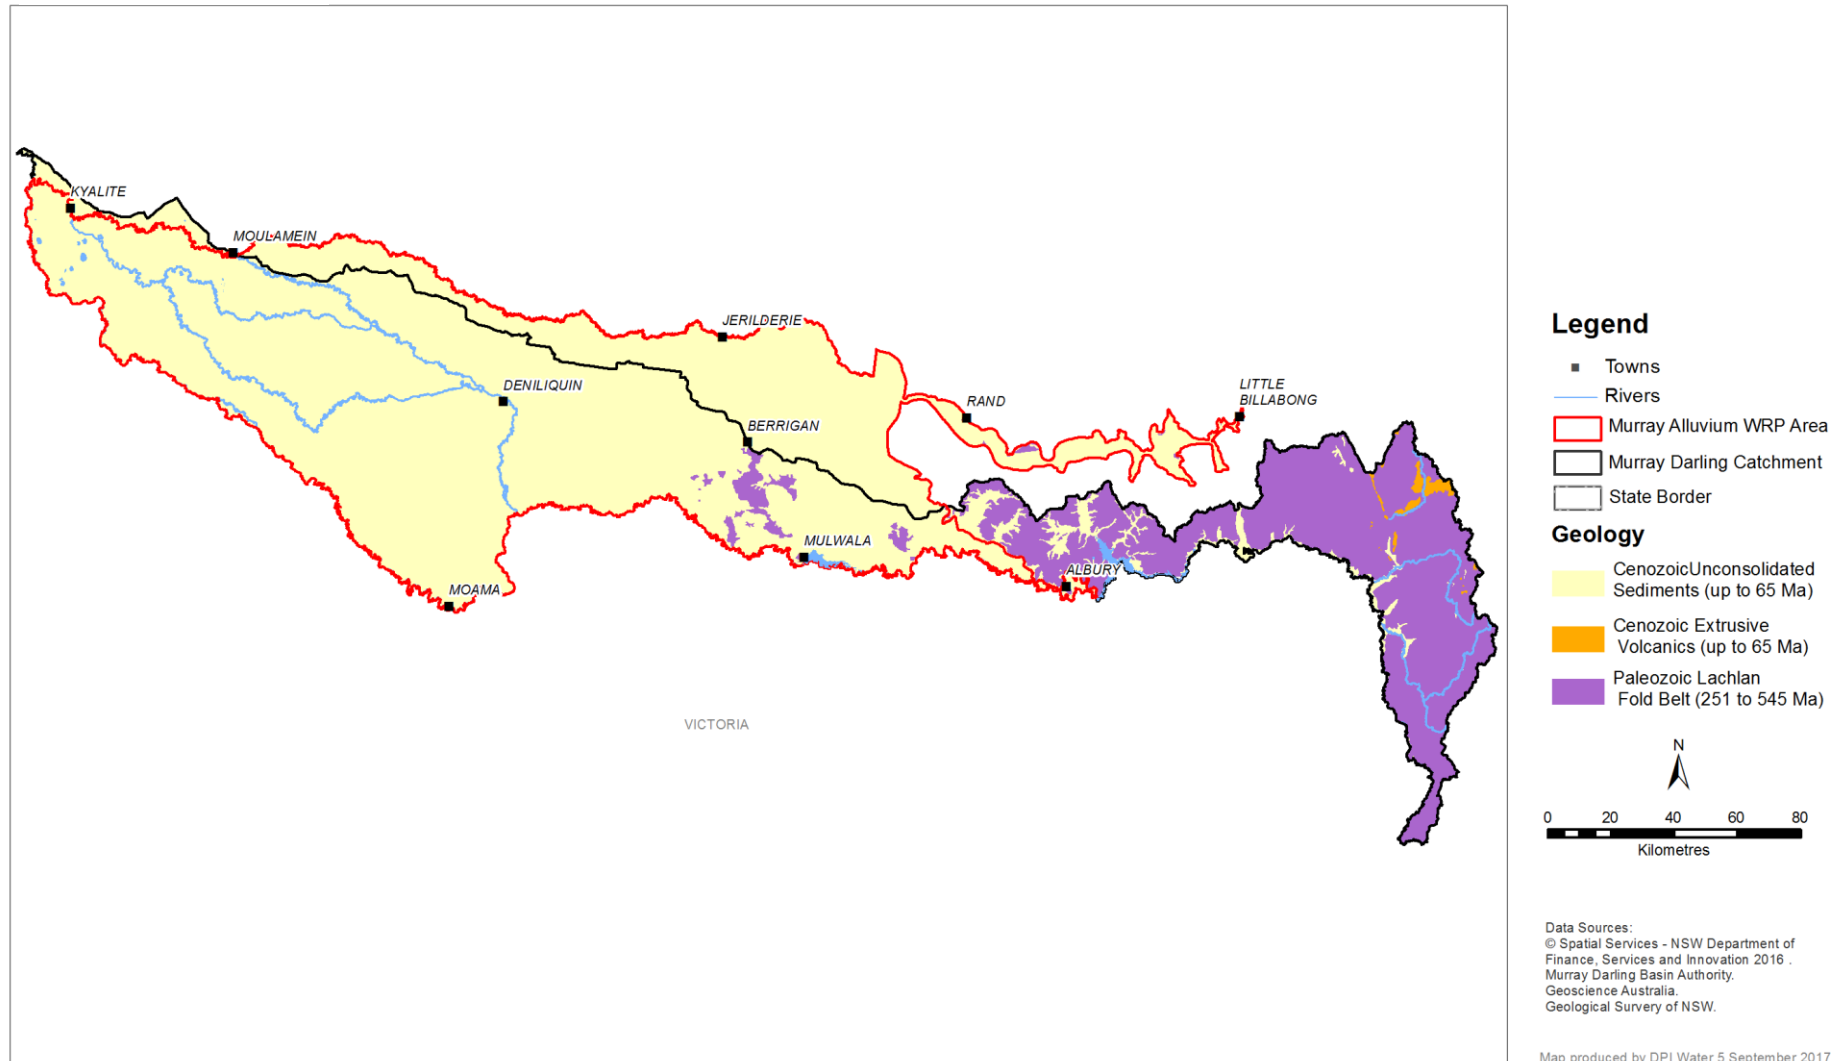 KYALITE
MOULAMEIN
JERILDERIE
DENILIQUIN
BERRIGAN
RAND
LITTLE
BILLABONG
MULWALA
ALBURY
MOAMA
VICTORIA
Legend
Towns
Rivers
Murray Alluvium WRP Area
Murray Darling Catchment
State Border
Geology
CenozoicUnconsolidated
Sediments (up to 65 Ma)
Cenozoic Extrusive
Volcanics (up to 65 Ma)
Paleozoic Lachlan
Fold Belt (251 to 545 Ma)
N
0 20 40 60 80
Kilometres
Data Sources:
© Spatial Services - NSW Department of
Finance, Services and Innovation 2016 .
Murray Darling Basin Authority.
Geoscience Australia.
Geological Survey of NSW.
Map produced by DPI Water 5 September 2017